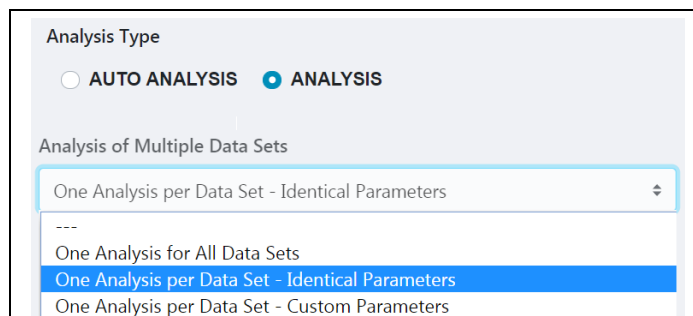 Analysis Type
AUTO ANALYSIS ANALYSIS
Analysis of Multiple Data Sets
One Analysis per Data Set - Identical Parameters
---
One Analysis for All Data Sets
One Analysis per Data Set - Identical Parameters
One Analysis per Data Set - Custom Parameters